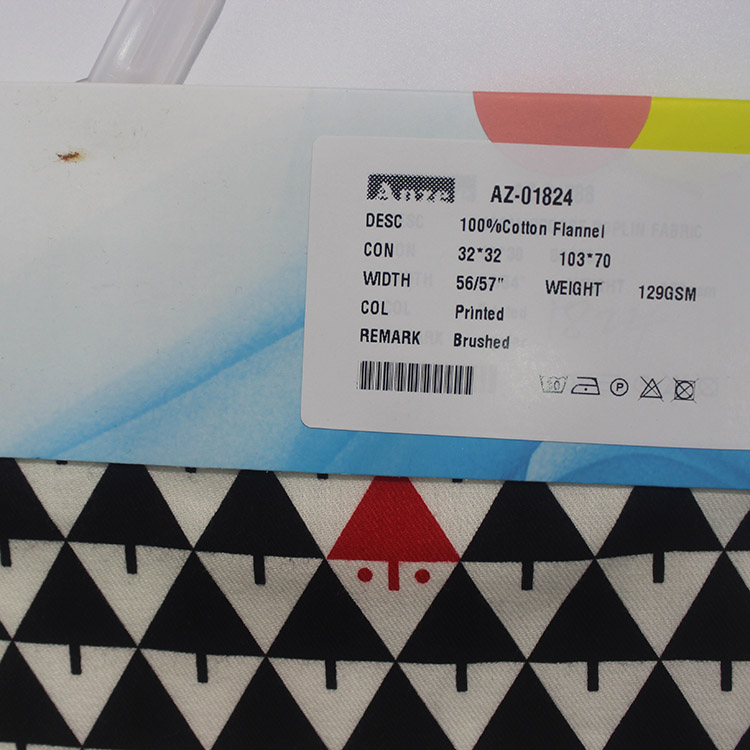 Anze AZ-01824
DESC 100%Cotton Flannel
CON 32*32 103*70
WIDTH 56/57" WEIGHT 129GSM
COL Printed
REMARK Brushed